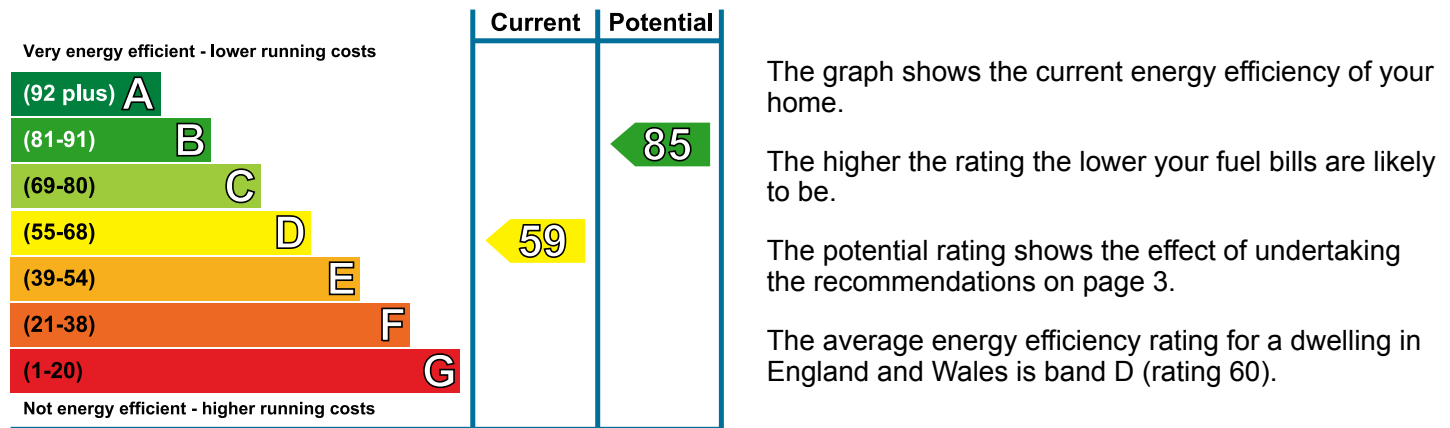 Current Potential
Very energy efficient - lower running costs
(92 plus) A
(81-91) B
85
(69-80) C
(55-68) D
59
(39-54) E
(21-38) F
(1-20) G
Not energy efficient - higher running costs
The graph shows the current energy efficiency of your
home.
The higher the rating the lower your fuel bills are likely
to be.
The potential rating shows the effect of undertaking
the recommendations on page 3.
The average energy efficiency rating for a dwelling in
England and Wales is band D (rating 60).